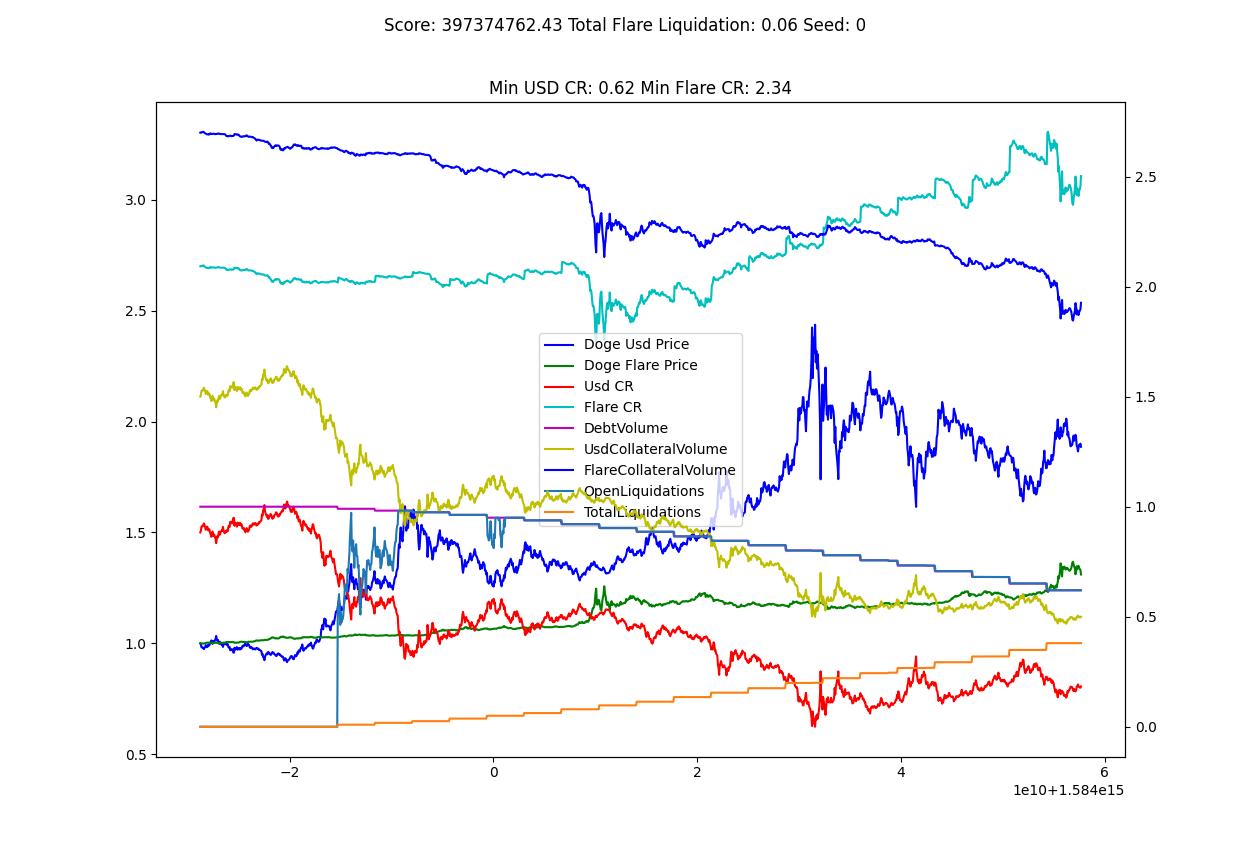 Score: 397374762.43 Total Flare Liquidation: 0.06 Seed: 0
Min USD CR: 0.62 Min Flare CR: 2.34
3.0
2.5
2.0
1.5
1.0
0.5
2.5
2.0
1.5
1.0
0.5
0.0
Doge Usd Price
Doge Flare Price
Usd CR
Flare CR
DebtVolume
UsdCollateralVolume
FlareCollateralVolume
OpenLiquidations
TotalLiquidations
−2 0 2 4 6
1e10+1.584e15